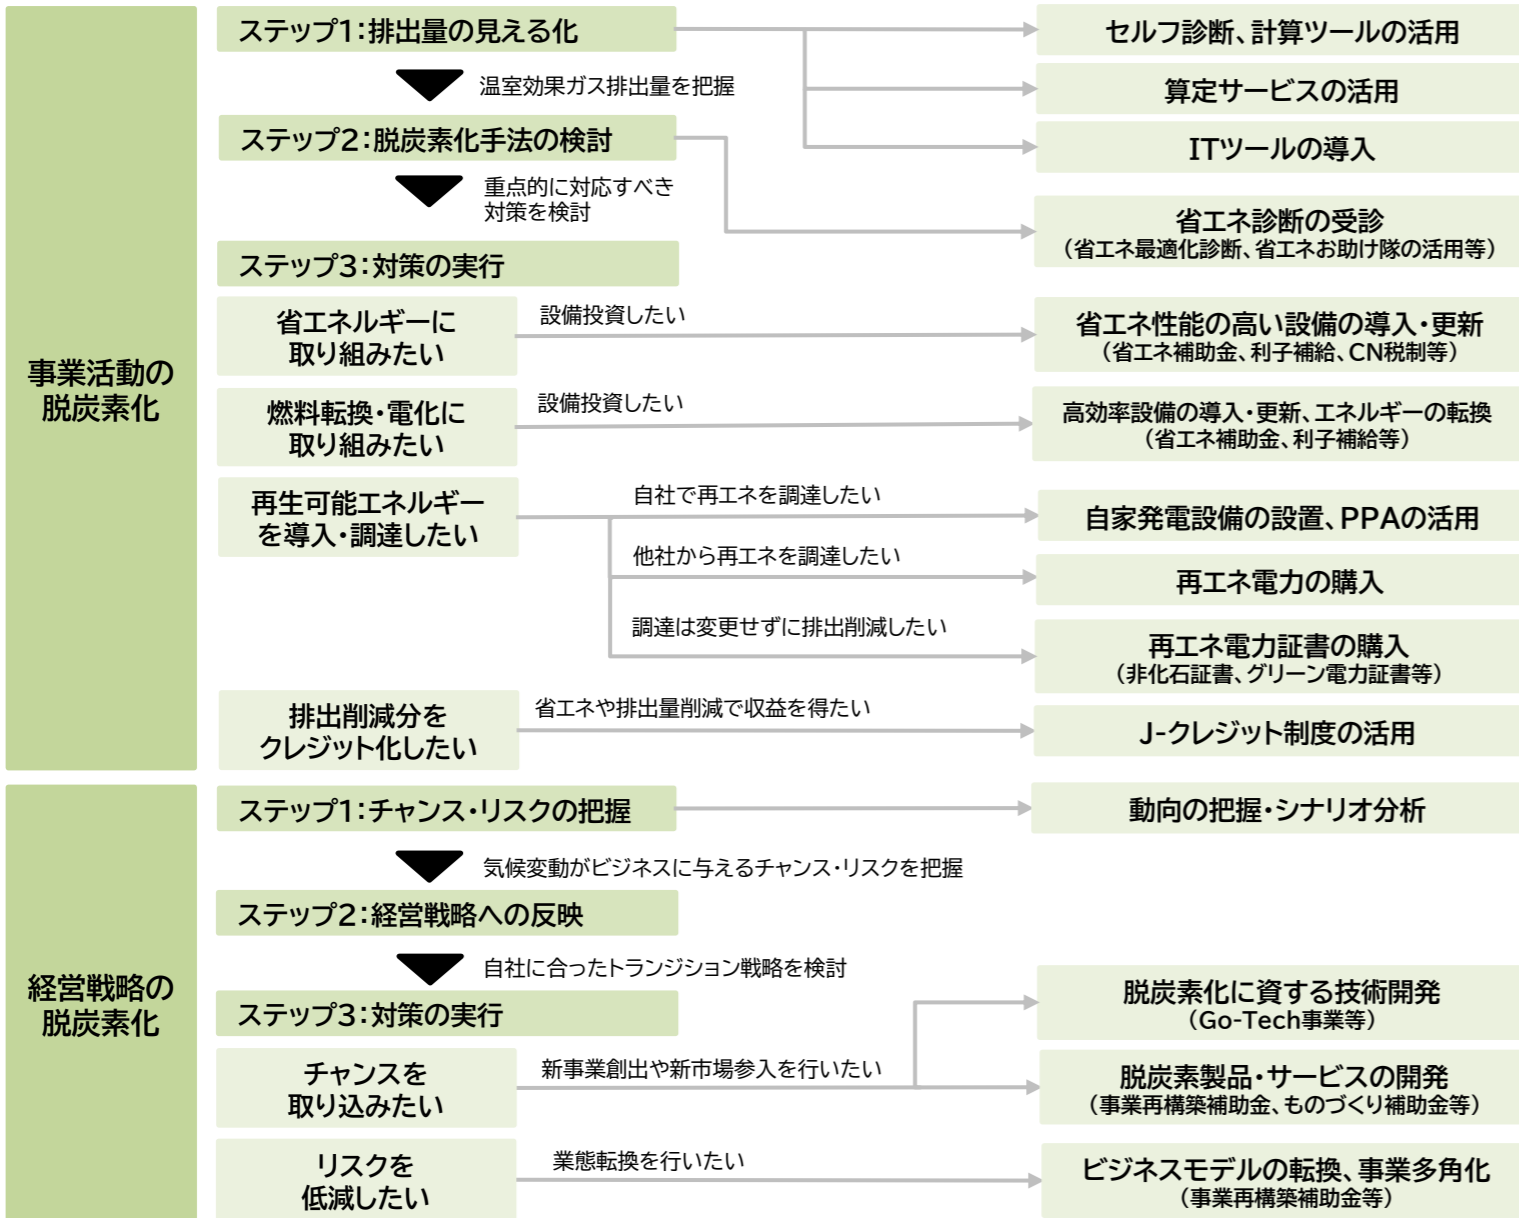 事業活動の
脱炭素化
ステップ1:排出量の見える化
温室効果ガス排出量を把握
ステップ2:脱炭素化手法の検討
重点的に対応すべき
対策を検討
ステップ3:対策の実行
セルフ診断、計算ツールの活用
算定サービスの活用
ITツールの導入
省エネ診断の受診
（省エネ最適化診断、省エネお助け隊の活用等）
省エネルギーに
取り組みたい
設備投資したい
省エネ性能の高い設備の導入・更新
（省エネ補助金、利子補給、CN税制等）
燃料転換・電化に
取り組みたい
設備投資したい
高効率設備の導入・更新、エネルギーの転換
（省エネ補助金、利子補給等）
再生可能エネルギー
を導入・調達したい
自社で再エネを調達したい
自家発電設備の設置、PPAの活用
他社から再エネを調達したい
再エネ電力の購入
調達は変更せずに排出削減したい
再エネ電力証書の購入
（非化石証書、グリーン電力証書等）
排出削減分を
クレジット化したい
省エネや排出量削減で収益を得たい
J-クレジット制度の活用
経営戦略の
脱炭素化
ステップ1:チャンス・リスクの把握
動向の把握・シナリオ分析
気候変動がビジネスに与えるチャンス・リスクを把握
ステップ2:経営戦略への反映
自社に合ったトランジション戦略を検討
ステップ3:対策の実行
チャンスを
取り込みたい
新事業創出や新市場参入を行いたい
脱炭素化に資する技術開発
（Go-Tech事業等）
脱炭素製品・サービスの開発
（事業再構築補助金、ものづくり補助金等）
リスクを
低減したい
業態転換を行いたい
ビジネスモデルの転換、事業多角化
（事業再構築補助金等）